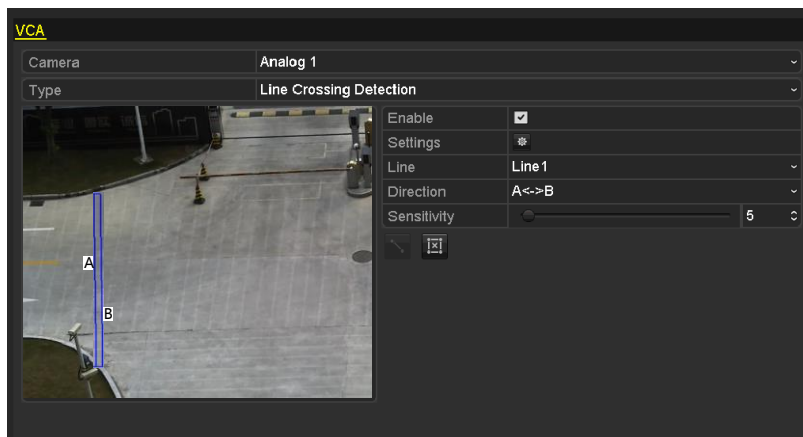 VCA
Camera Analog 1
Type Line Crossing Detection
Enable
Settings
Line Line1
Direction A<->B
Sensitivity 5
A
B